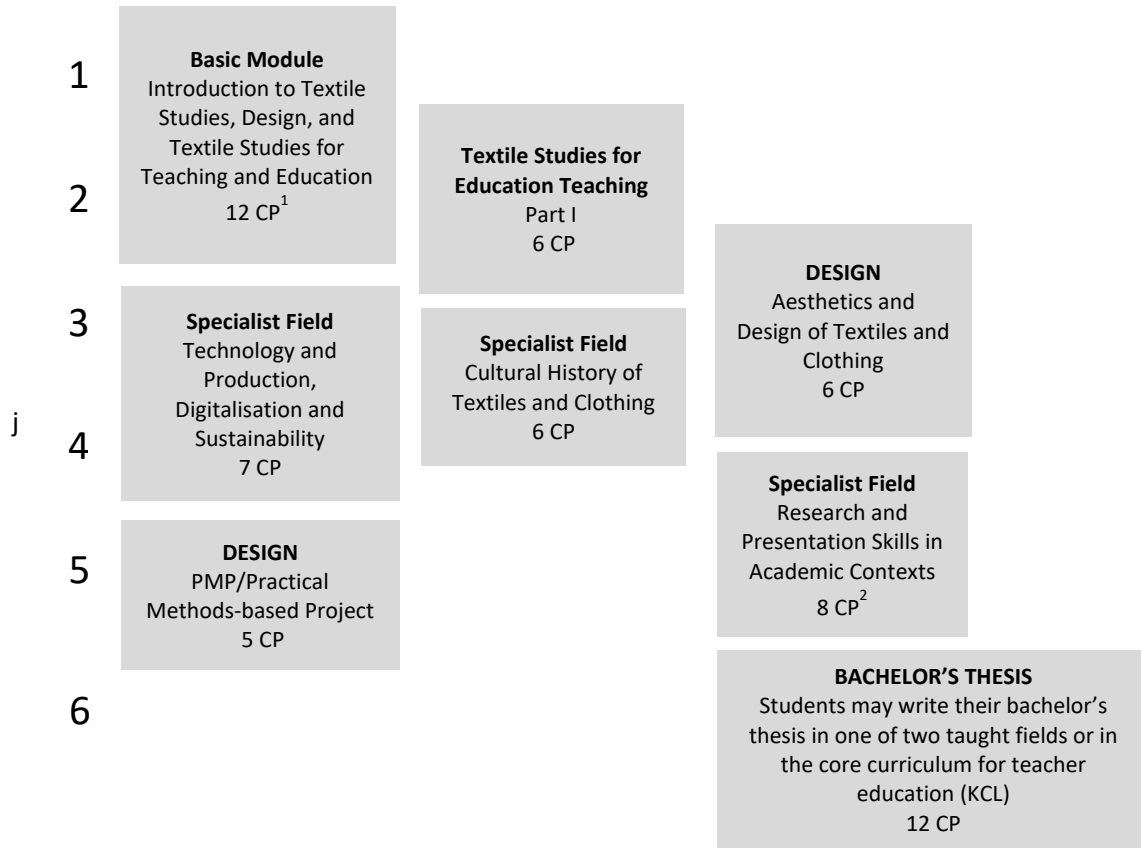 1
Basic Module
Introduction to Textile
Studies, Design, and
Textile Studies for
Teaching and Education
12 CP1
2
Textile Studies for
Education Teaching
Part I
6 CP
3
Specialist Field
Technology and
Production,
Digitalisation and
Sustainability
7 CP
Specialist Field
Cultural History of
Textiles and Clothing
6 CP
DESIGN
Aesthetics and
Design of Textiles and
Clothing
6 CP
j
4
Specialist Field
Research and
Presentation Skills in
Academic Contexts
8 CP2
5
DESIGN
PMP/Practical
Methods-based Project
5 CP
6
BACHELOR’S THESIS
Students may write their bachelor’s
thesis in one of two taught fields or in
the core curriculum for teacher
education (KCL)
12 CP